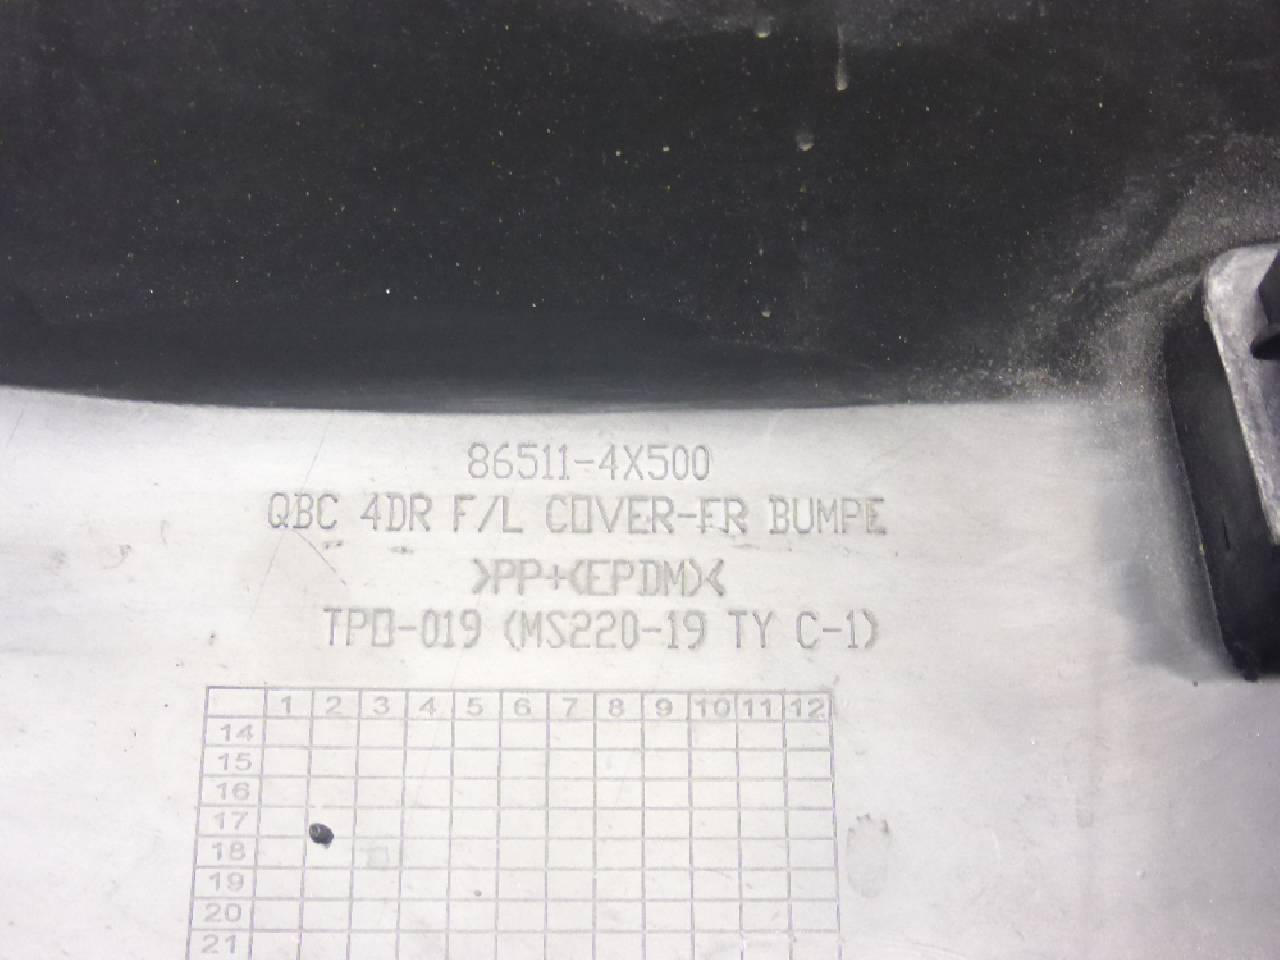 86511-4X500
QBC 4DR F/L COVER-FR BUMPE
>PP+(EPDM)<
TPO-019 (MS220-19 TY C-1)
1 2 3 4 5 6 7 8 9 10 11 12
14
15
16
17
18
19
20
21